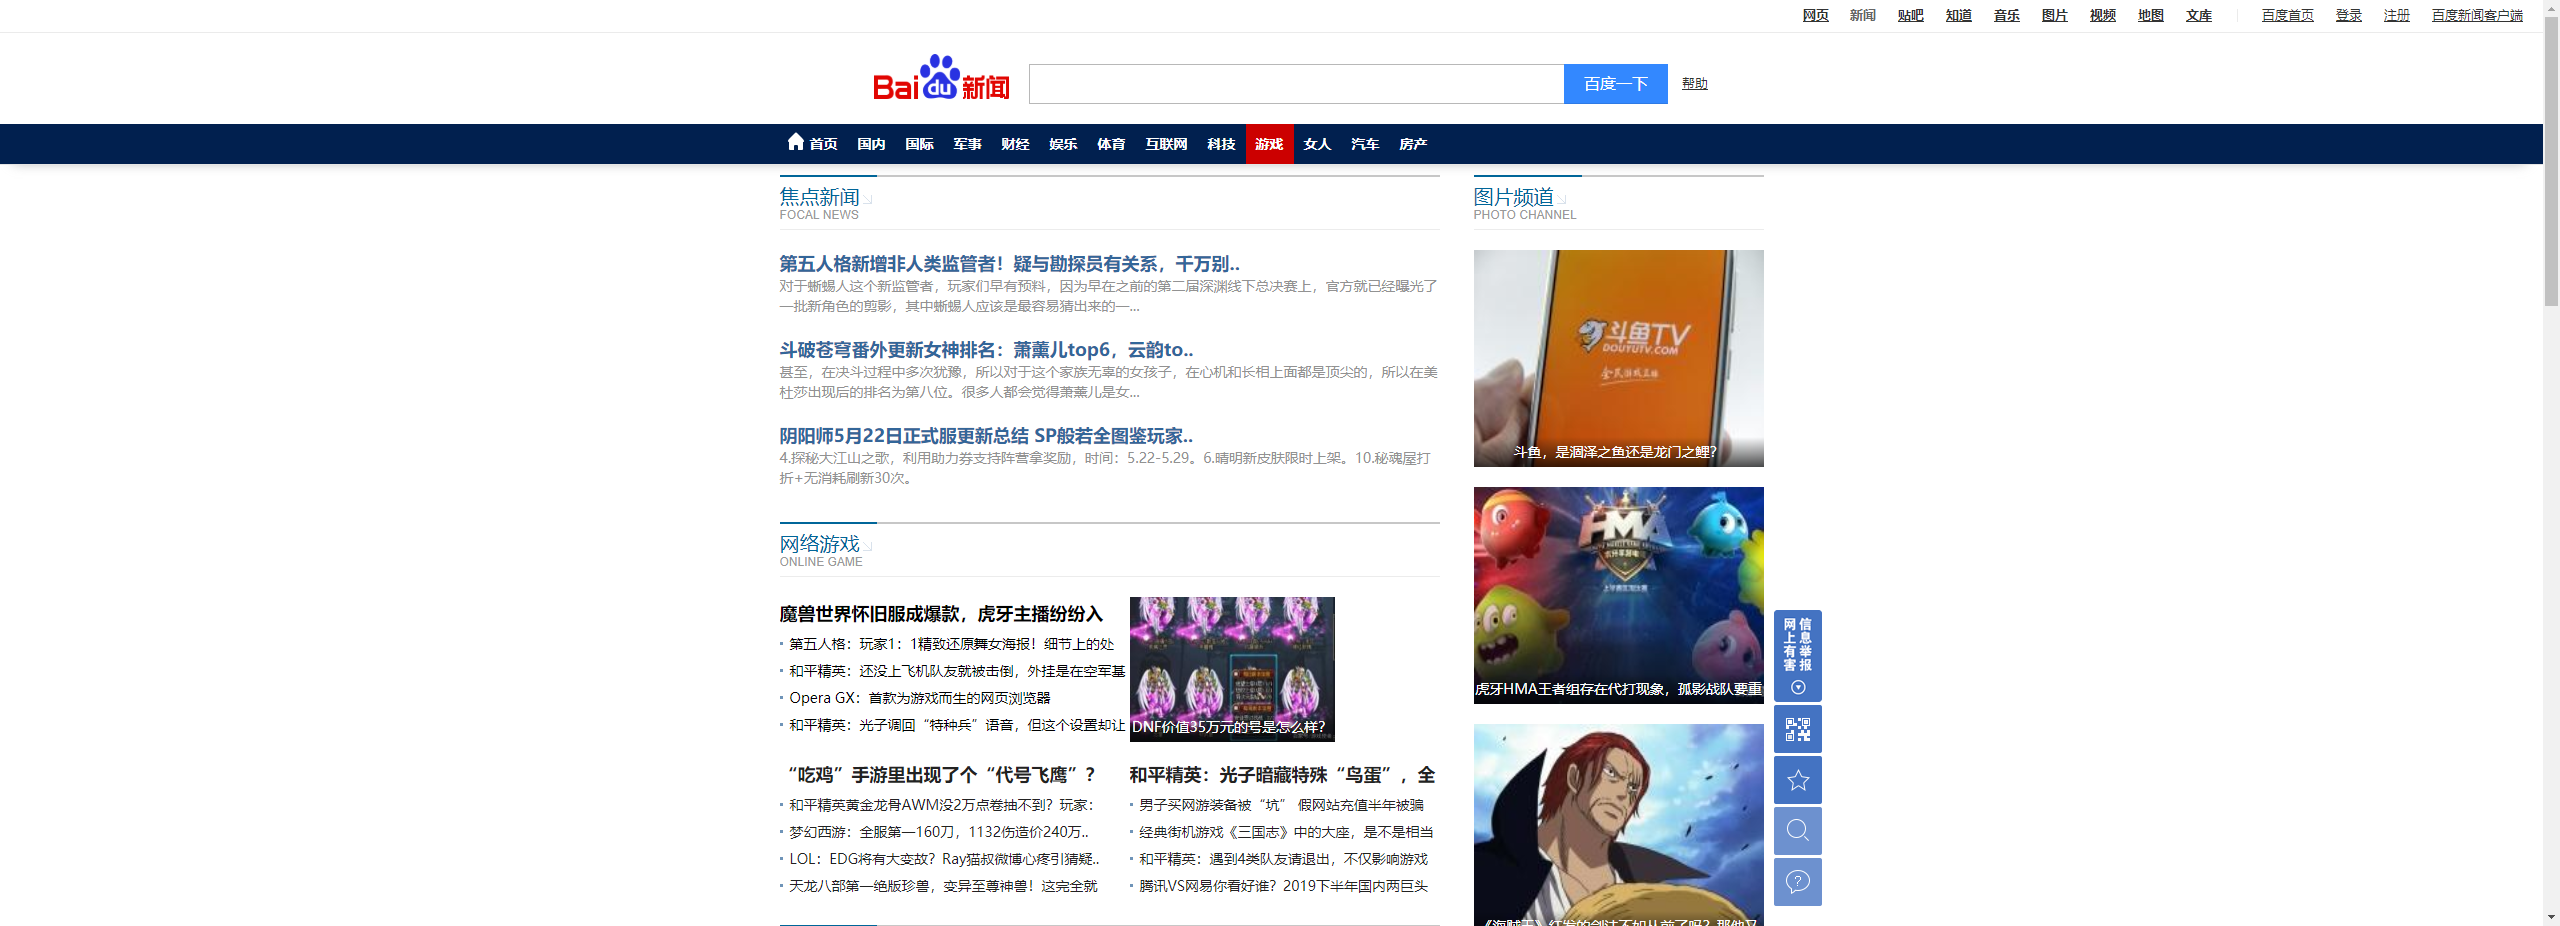 网页 新闻 贴吧 知道 音乐 图片 视频 地图 文库 百度首页 登录 注册 百度新闻客户端
Bai du 新闻 百度一下 帮助
首页 国内 国际 军事 财经 娱乐 体育 互联网 科技 游戏 女人 汽车 房产
焦点新闻
FOCAL NEWS
第五人格新增非人类监管者！疑与勘探员有关系，千万别..
对于蜥蜴人这个新监管者，玩家们早有预料，因为早在之前的第二届深渊线下总决赛上，官方就已经曝光了
一批新角色的剪影，其中蜥蜴人应该是最容易猜出来的一...
斗破苍穹番外更新女神排名：萧薰儿top6，云韵to..
甚至，在决斗过程中多次犹豫，所以对于这个家族无辜的女孩子，在心机和长相上面都是顶尖的，所以在美
杜莎出现后的排名为第八位。很多人都会觉得萧薰儿是女...
阴阳师5月22日正式服更新总结 SP般若全图鉴玩家..
4.探秘大江山之歌，利用助力券支持阵营拿奖励，时间：5.22-5.29。6.晴明新皮肤限时上架。10.秘魂屋打
折+无消耗刷新30次。
网络游戏
ONLINE GAME
魔兽世界怀旧服成爆款，虎牙主播纷纷入
第五人格：玩家1：1精致还原舞女海报！细节上的处
和平精英：还没上飞机队友就被击倒，外挂是在空军基
Opera GX：首款为游戏而生的网页浏览器
和平精英：光子调回“特种兵”语音，但这个设置却让
DNF价值35万元的号是怎么样？
“吃鸡”手游里出现了个“代号飞鹰”？
和平精英黄金龙骨AWM没2万点卷抽不到？玩家：
梦幻西游：全服第一160刀，1132伤造价240万..
LOL：EDG将有大变故？Ray猫叔微博心疼引猜疑..
天龙八部第一绝版珍兽，变异至尊神兽！这完全就
和平精英：光子暗藏特殊“鸟蛋”，全
男子买网游装备被“坑” 假网站充值半年被骗
经典街机游戏《三国志》中的大座，是不是相当
和平精英：遇到4类队友请退出，不仅影响游戏
腾讯VS网易你看好谁？2019下半年国内两巨头
图片频道
PHOTO CHANNEL
斗鱼TV
DOUYUTV.COM
全民游戏直播
斗鱼，是涸泽之鱼还是龙门之鲤？
HMA
虎牙HMA王者组存在代打现象，孤影战队要重
《海贼王》红发的剑法不如从前了吗？那他又
网上有害
信息举报